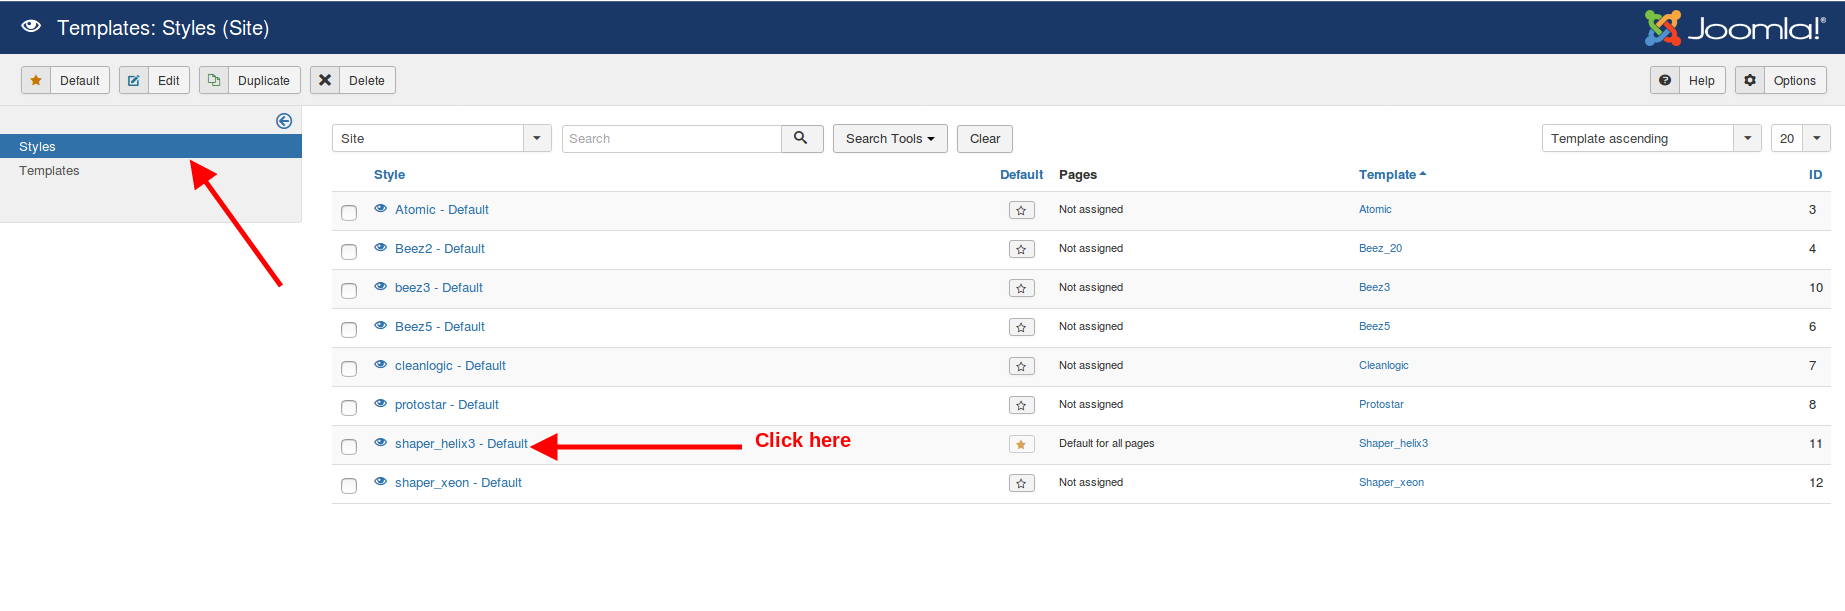 Templates: Styles (Site)
Joomla!®
Default Edit Duplicate Delete Help Options
Styles
Templates
Site Search Search Tools Clear Template ascending 20
Style Default Pages Template ID
Atomic - Default Not assigned Atomic 3
Beez2 - Default Not assigned Beez_20 4
beez3 - Default Not assigned Beez3 10
Beez5 - Default Not assigned Beez5 6
cleanlogic - Default Not assigned Cleanlogic 7
protostar - Default Not assigned Protostar 8
shaper_helix3 - Default Click here Default for all pages Shaper_helix3 11
shaper_xeon - Default Not assigned Shaper_xeon 12